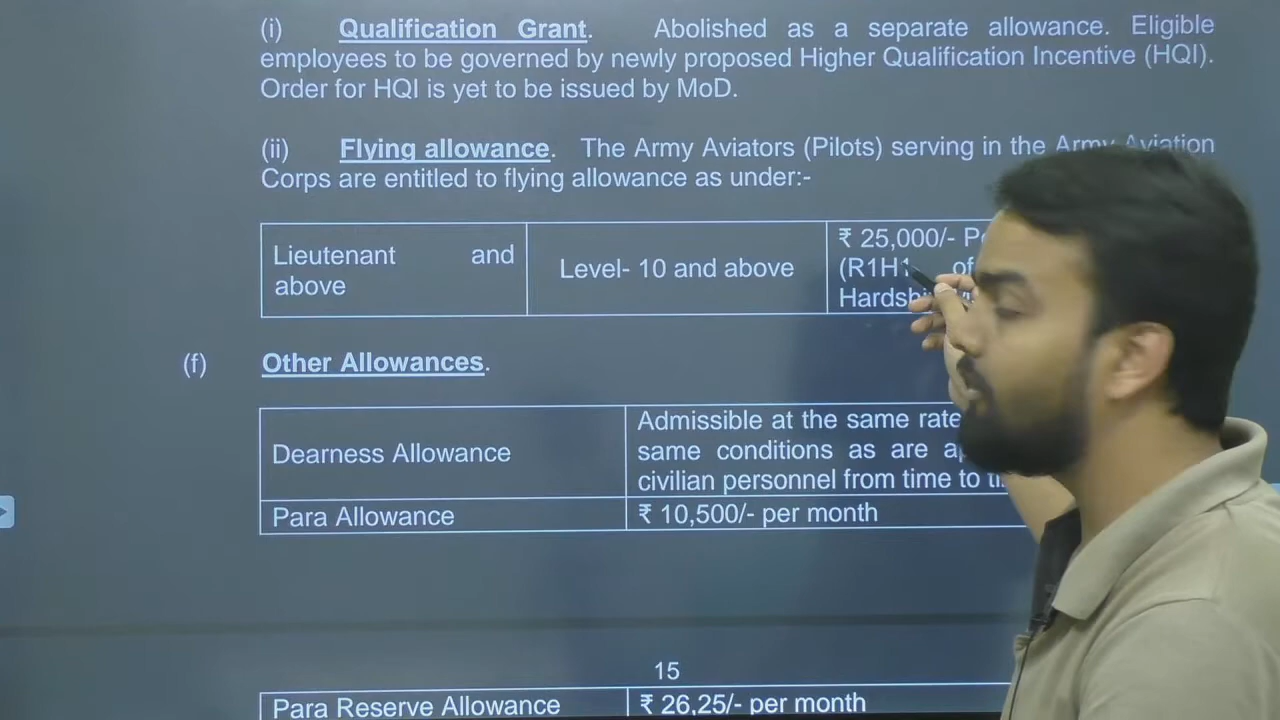 (i) Qualification Grant. Abolished as a separate allowance. Eligible
employees to be governed by newly proposed Higher Qualification Incentive (HQI).
Order for HQI is yet to be issued by MoD.
(ii) Flying allowance. The Army Aviators (Pilots) serving in the Army Aviation
Corps are entitled to flying allowance as under:-
Lieutenant and
above
Level- 10 and above
₹ 25,000/-
(R1H1 of
(f) Other Allowances.
Dearness Allowance
Admissible at the same rate
same conditions as are
civilian personnel from time to
Para Allowance
₹ 10,500/- per month
15
Para Reserve Allowance
₹ 26,25/- per month